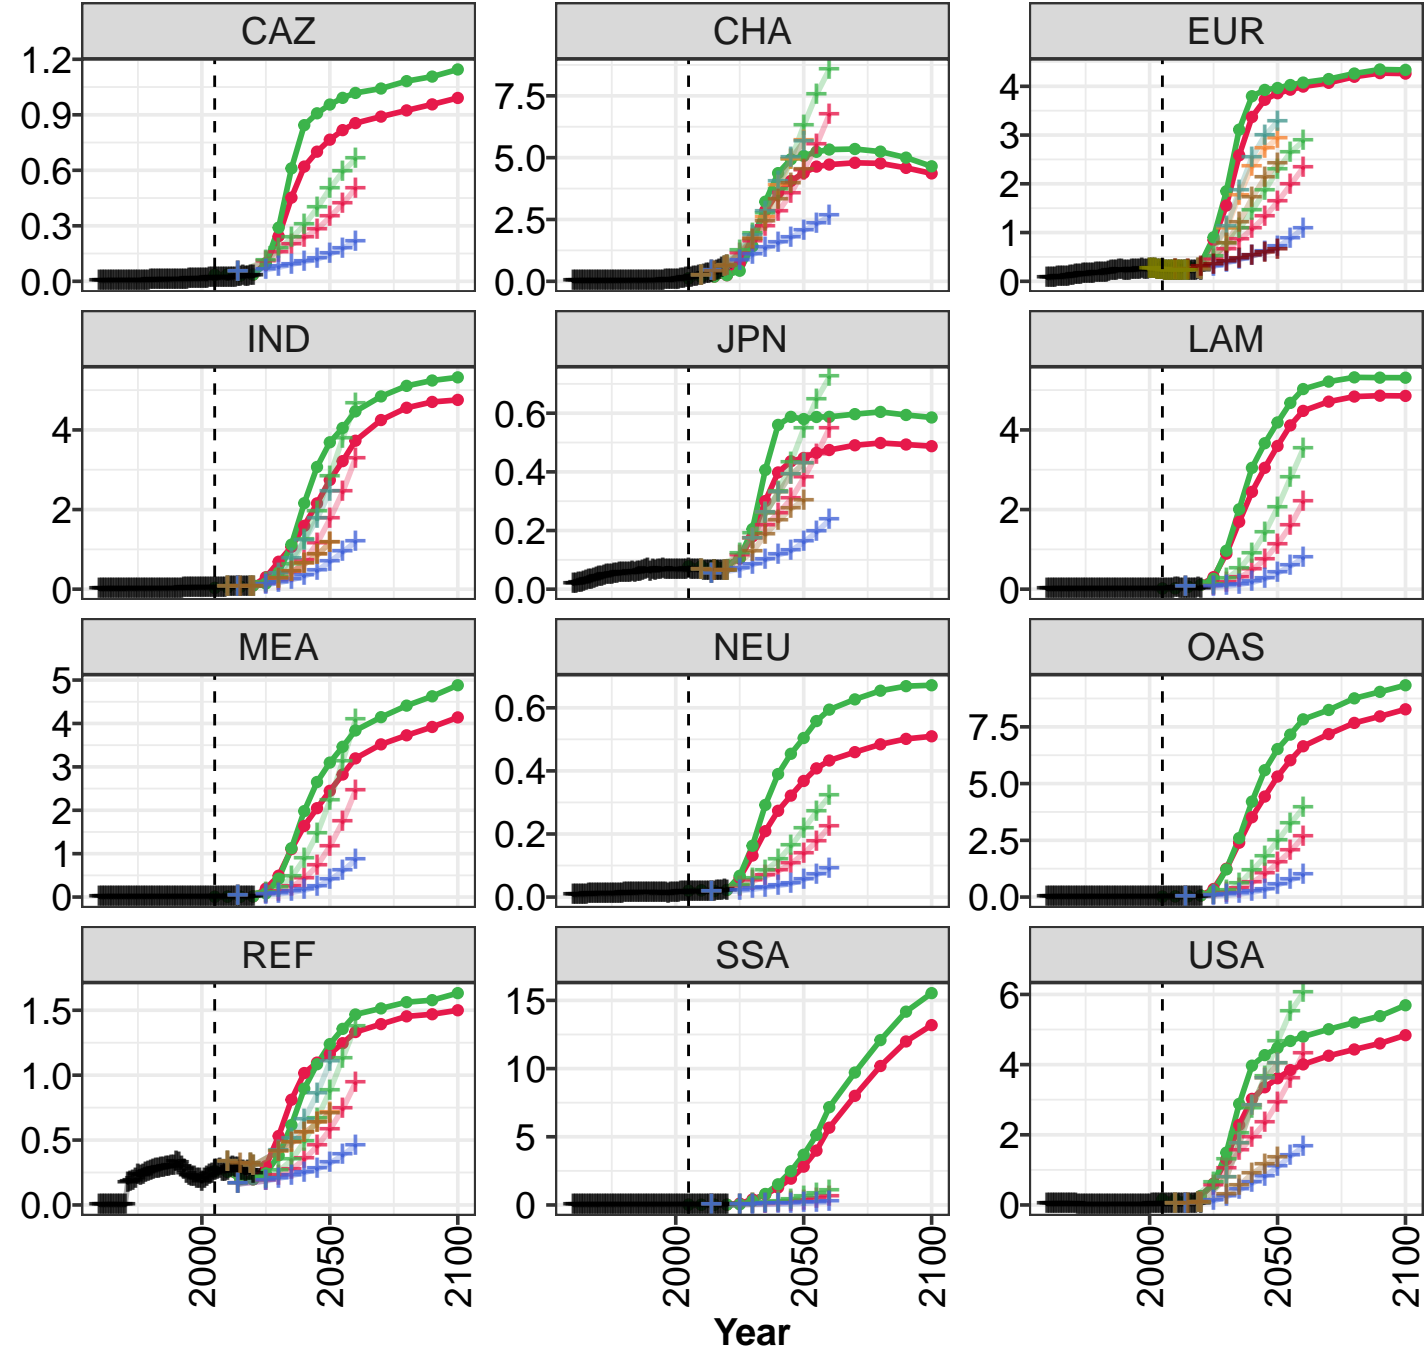 CAZ CHA EUR
1.2 0.9 0.6 0.3 0.0
7.5 5.0 2.5 0.0
4 3 2 1 0
IND JPN LAM
4 2 0
0.6 0.4 0.2 0.0
4 2 0
MEA NEU OAS
5 4 3 2 1 0
0.6 0.4 0.2 0.0
7.5 5.0 2.5 0.0
REF SSA USA
1.5 1.0 0.5 0.0
15 10 5 0
6 4 2 0
2000 2050 2100 2000 2050 2100 2000 2050 2100
Year